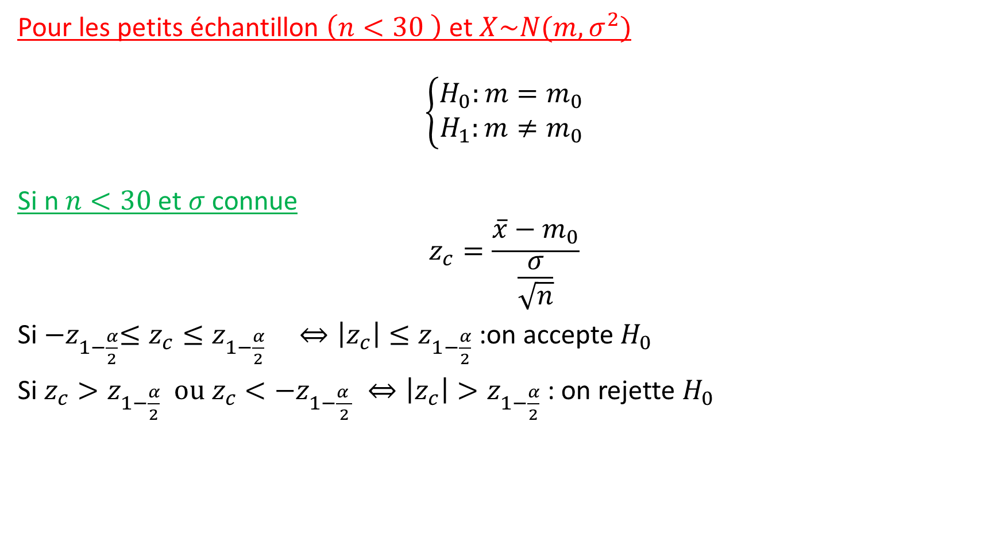 Pour les petits échantillon (n < 30 ) et X~N(m, σ²)
{H₀: m = m₀
H₁: m ≠ m₀
Si n n < 30 et σ connue
z_c = (x̄ − m₀) / (σ / √n)
Si −z_{1−α/2} ≤ z_c ≤ z_{1−α/2} ⇔ |z_c| ≤ z_{1−α/2} :on accepte H₀
Si z_c > z_{1−α/2} ou z_c < −z_{1−α/2} ⇔ |z_c| > z_{1−α/2} : on rejette H₀